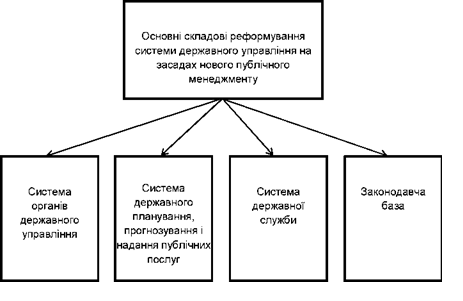 Основні складові реформування
системи державного управління на
засадах нового публічного
менеджменту
Система
органів
державного
управління
Система
державного
планування,
прогнозування і
надання публічних
послуг
Система
державної
служби
Законодавча
база